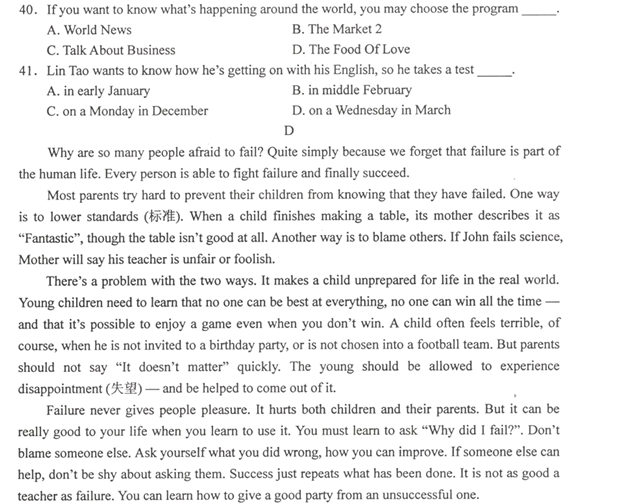 40. If you want to know what's happening around the world, you may choose the program _____.
A. World News B. The Market 2
C. Talk About Business D. The Food Of Love
41. Lin Tao wants to know how he's getting on with his English, so he takes a test _____.
A. in early January B. in middle February
C. on a Monday in December D. on a Wednesday in March
D
Why are so many people afraid to fail? Quite simply because we forget that failure is part of
the human life. Every person is able to fight failure and finally succeed.
Most parents try hard to prevent their children from knowing that they have failed. One way
is to lower standards (标准). When a child finishes making a table, its mother describes it as
“Fantastic”, though the table isn't good at all. Another way is to blame others. If John fails science,
Mother will say his teacher is unfair or foolish.
There's a problem with the two ways. It makes a child unprepared for life in the real world.
Young children need to learn that no one can be best at everything, no one can win all the time —
and that it's possible to enjoy a game even when you don't win. A child often feels terrible, of
course, when he is not invited to a birthday party, or is not chosen into a football team. But parents
should not say “It doesn't matter” quickly. The young should be allowed to experience
disappointment (失望) — and be helped to come out of it.
Failure never gives people pleasure. It hurts both children and their parents. But it can be
really good to your life when you learn to use it. You must learn to ask “Why did I fail?”. Don't
blame someone else. Ask yourself what you did wrong, how you can improve. If someone else can
help, don't be shy about asking them. Success just repeats what has been done. It is not as good a
teacher as failure. You can learn how to give a good party from an unsuccessful one.